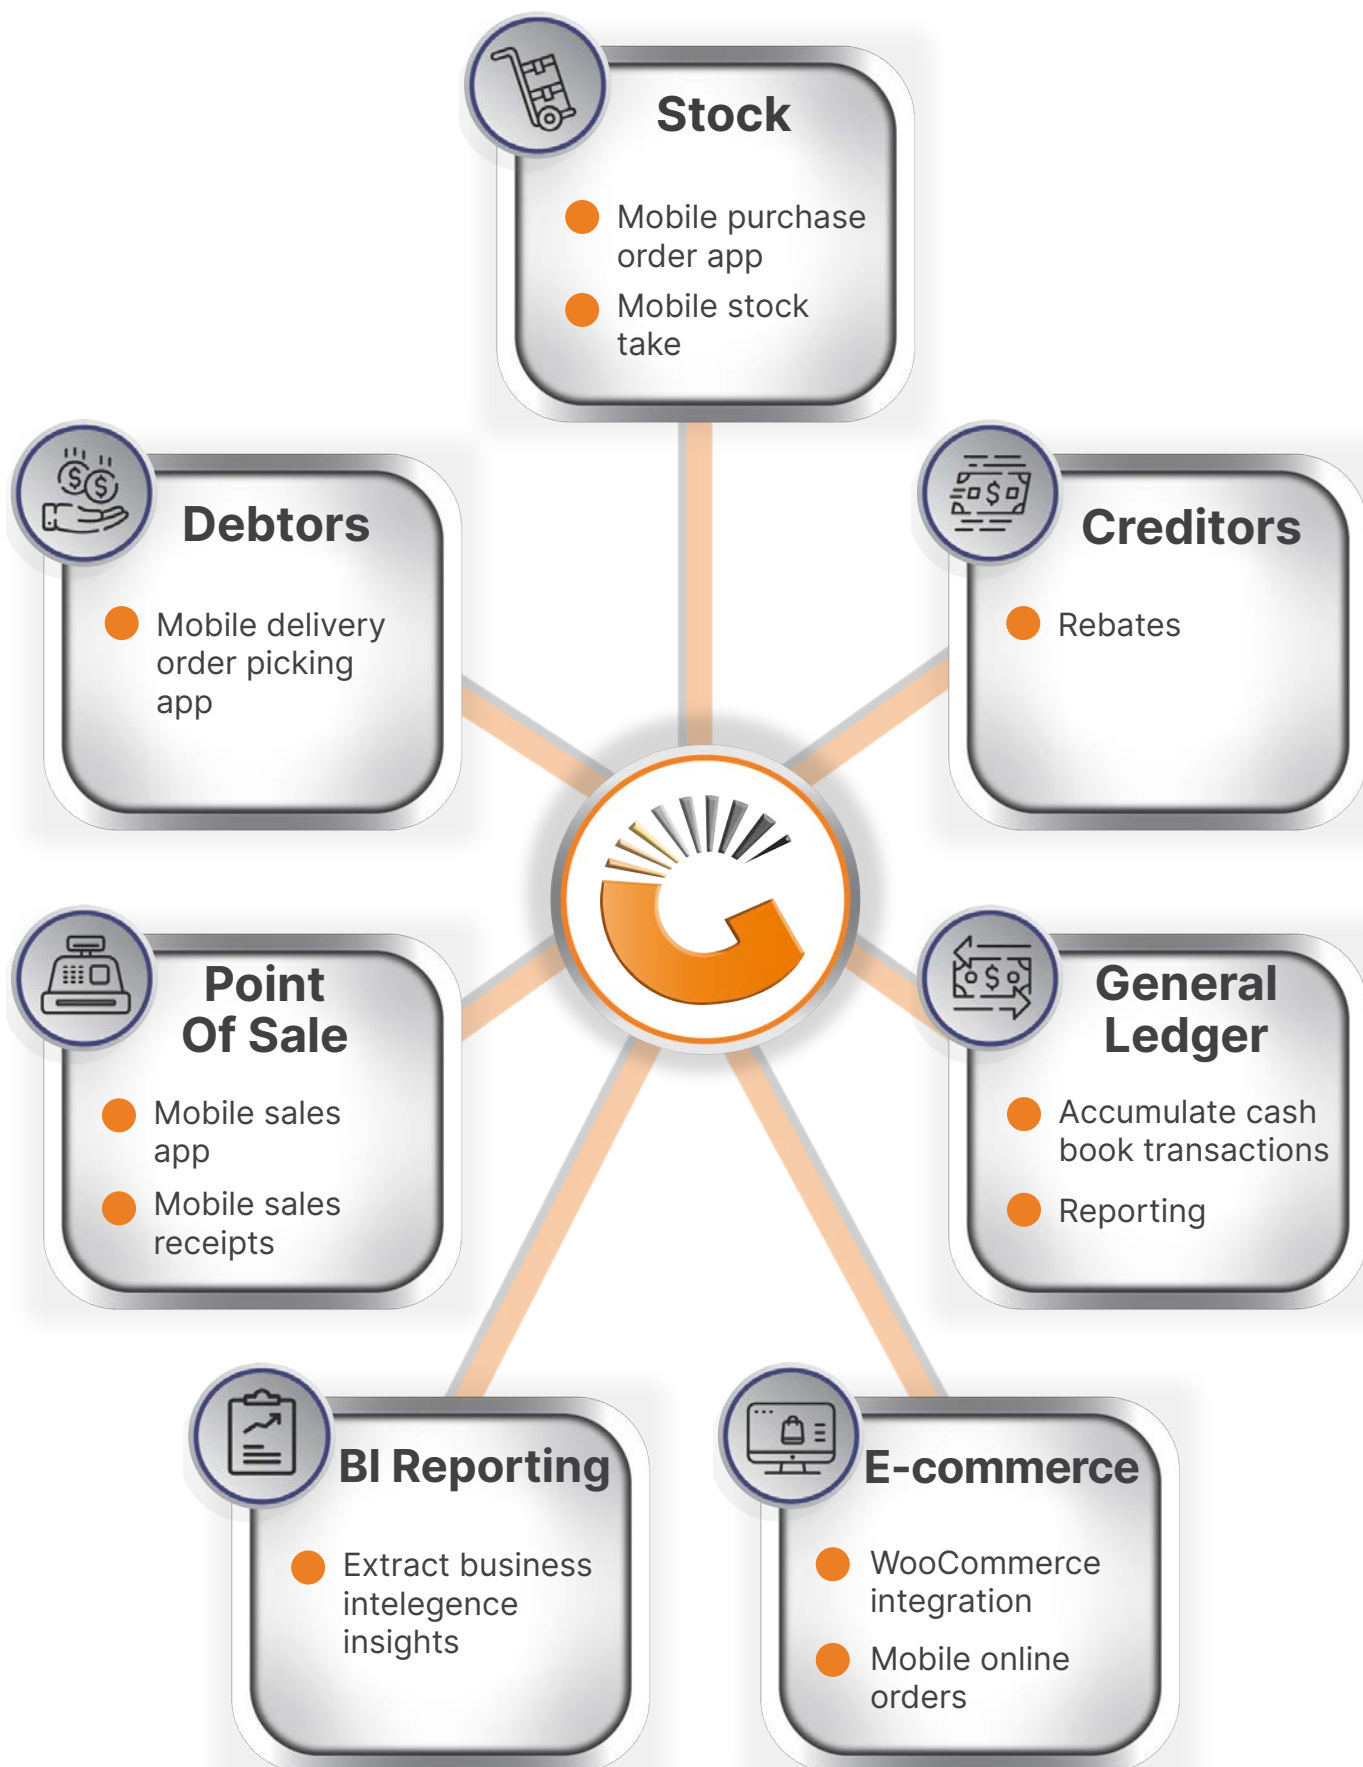 Stock
Mobile purchase
order app
Mobile stock
take
Debtors
Mobile delivery
order picking
app
Creditors
Rebates
Point
Of Sale
Mobile sales
app
Mobile sales
receipts
General
Ledger
Accumulate cash
book transactions
Reporting
BI Reporting
Extract business
intelegence
insights
E-commerce
WooCommerce
integration
Mobile online
orders